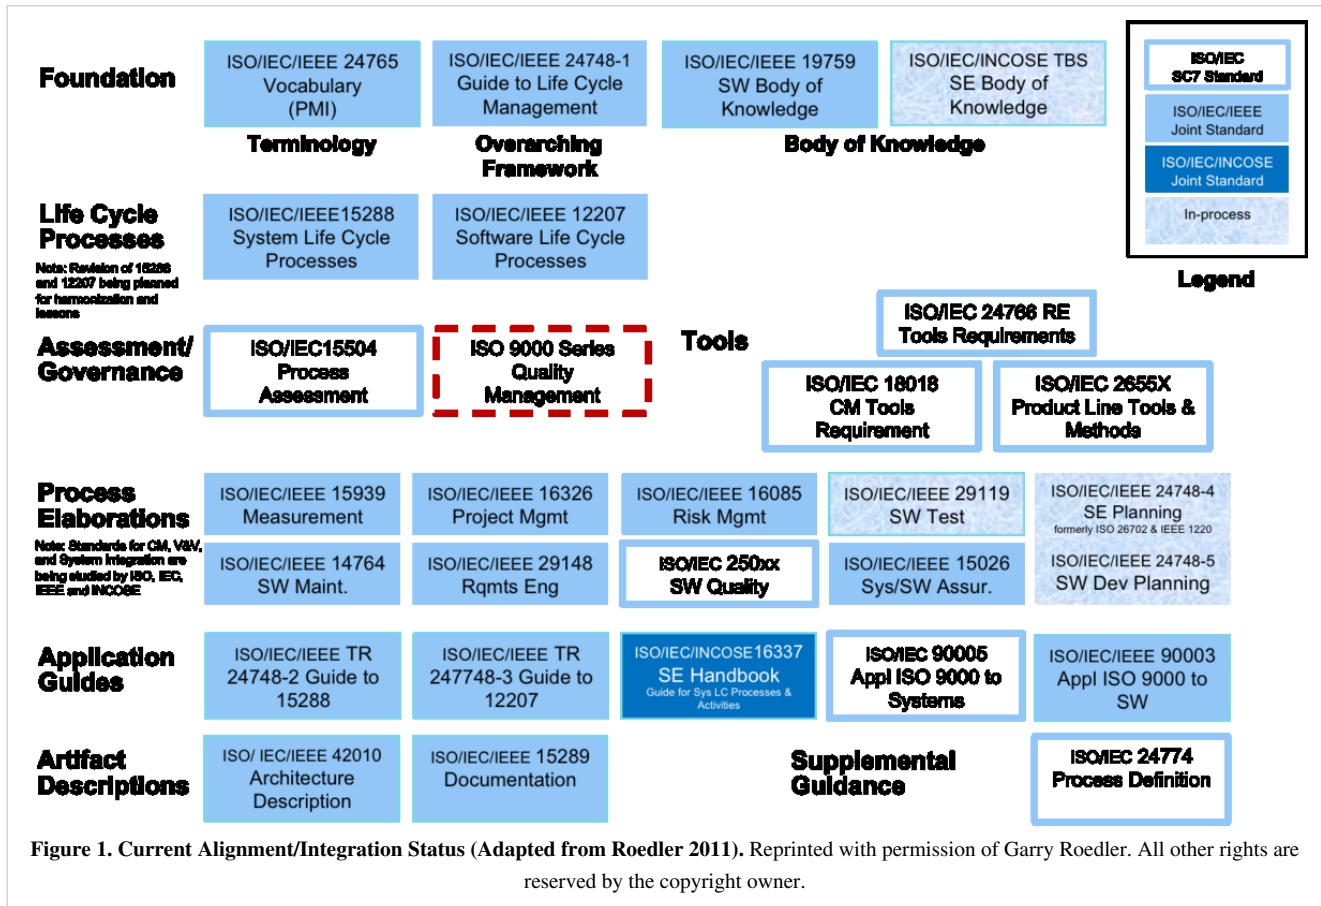 Foundation
ISO/IEC/IEEE 24765
Vocabulary
(PMI)
Terminology
ISO/IEC/IEEE 24748-1
Guide to Life Cycle
Management
Overarching
Framework
ISO/IEC/IEEE 19759
SW Body of
Knowledge
ISO/IEC/INCOSE TBS
SE Body of
Knowledge
Body of Knowledge
ISO/IEC
SC7 Standard
ISO/IEC/IEEE
Joint Standard
ISO/IEC/INCOSE
Joint Standard
In-process
Legend
Life Cycle
Processes
Note: Revision of 15288
and 12207 being planned
for harmonization and
lessons
ISO/IEC/IEEE15288
System Life Cycle
Processes
ISO/IEC/IEEE 12207
Software Life Cycle
Processes
Assessment/
Governance
ISO/IEC15504
Process
Assessment
ISO 9000 Series
Quality
Management
Tools
ISO/IEC 24766 RE
Tools Requirements
ISO/IEC 18018
CM Tools
Requirement
ISO/IEC 2655X
Product Line Tools &
Methods
Process
Elaborations
Note: Standards for CM, V&V,
and System Integration are
being studied by ISO, IEC,
IEEE and INCOSE
ISO/IEC/IEEE 15939
Measurement
ISO/IEC/IEEE 16326
Project Mgmt
ISO/IEC/IEEE 16085
Risk Mgmt
ISO/IEC/IEEE 29119
SW Test
ISO/IEC/IEEE 24748-4
SE Planning
formerly ISO 26702 & IEEE 1220
ISO/IEC/IEEE 14764
SW Maint.
ISO/IEC/IEEE 29148
Rqmts Eng
ISO/IEC 250xx
SW Quality
ISO/IEC/IEEE 15026
Sys/SW Assur.
ISO/IEC/IEEE 24748-5
SW Dev Planning
Application
Guides
ISO/IEC/IEEE TR
24748-2 Guide to
15288
ISO/IEC/IEEE TR
247748-3 Guide to
12207
ISO/IEC/INCOSE16337
SE Handbook
Guide for Sys LC Processes &
Activities
ISO/IEC 90005
Appl ISO 9000 to
Systems
ISO/IEC/IEEE 90003
Appl ISO 9000 to
SW
Artifact
Descriptions
ISO/ IEC/IEEE 42010
Architecture
Description
ISO/IEC/IEEE 15289
Documentation
Supplemental
Guidance
ISO/IEC 24774
Process Definition
Figure 1. Current Alignment/Integration Status (Adapted from Roedler 2011). Reprinted with permission of Garry Roedler. All other rights are
reserved by the copyright owner.